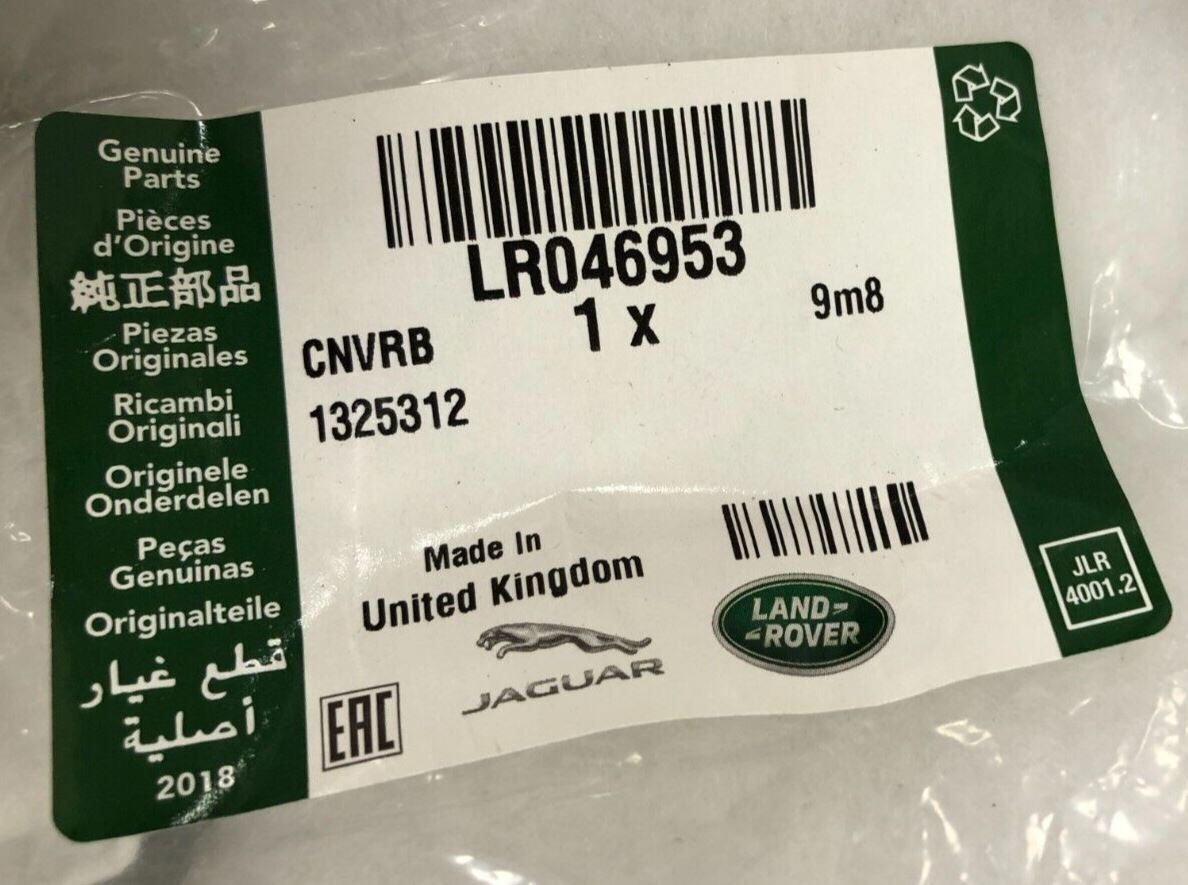 Genuine
Parts
Pièces
d'Origine
純正部品
Piezas
Originales
Ricambi
Originali
Originele
Onderdelen
Peças
Genuínas
Originalteile
قطع غيار
أصلية
2018
LR046953
1 x
9m8
CNVRB
1325312
Made In
United Kingdom
JAGUAR
LAND-
-ROVER
EAC
JLR
4001.2